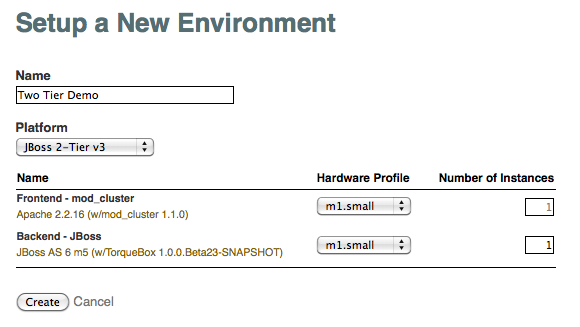 Setup a New Environment
Name
Two Tier Demo
Platform
JBoss 2-Tier v3
Name Hardware Profile Number of Instances
Frontend - mod_cluster
Apache 2.2.16 (w/mod_cluster 1.1.0)
m1.small 1
Backend - JBoss
JBoss AS 6 m5 (w/TorqueBox 1.0.0.Beta23-SNAPSHOT)
m1.small 1
Create Cancel